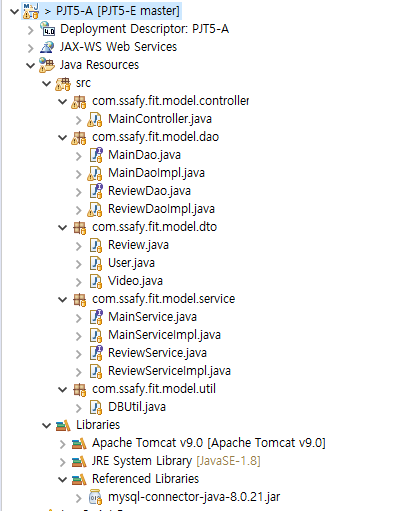 > PJT5-A [PJT5-E master]
Deployment Descriptor: PJT5-A
JAX-WS Web Services
Java Resources
src
com.ssafy.fit.model.controller
MainController.java
com.ssafy.fit.model.dao
MainDao.java
MainDaoImpl.java
ReviewDao.java
ReviewDaoImpl.java
com.ssafy.fit.model.dto
Review.java
User.java
Video.java
com.ssafy.fit.model.service
MainService.java
MainServiceImpl.java
ReviewService.java
ReviewServiceImpl.java
com.ssafy.fit.model.util
DBUtil.java
Libraries
Apache Tomcat v9.0 [Apache Tomcat v9.0]
JRE System Library [JavaSE-1.8]
Referenced Libraries
mysql-connector-java-8.0.21.jar